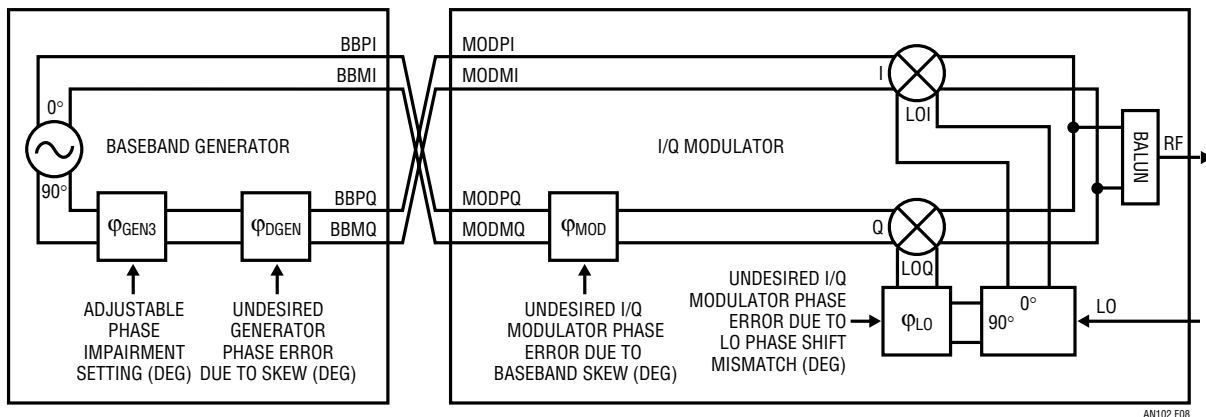 BBPI
BBMI
0°
90°
BASEBAND GENERATOR
φGEN3
φDGEN
BBPQ
BBMQ
ADJUSTABLE
PHASE
IMPAIRMENT
SETTING (DEG)
UNDESIRED
GENERATOR
PHASE ERROR
DUE TO SKEW (DEG)
MODPI
MODMI
I
LOI
I/Q MODULATOR
BALUN
RF
MODPQ
MODMQ
φMOD
Q
LOQ
UNDESIRED I/Q
MODULATOR PHASE
ERROR DUE TO
BASEBAND SKEW (DEG)
UNDESIRED I/Q
MODULATOR PHASE
ERROR DUE TO
LO PHASE SHIFT
MISMATCH (DEG)
φLO
0°
90°
LO
AN102 F08